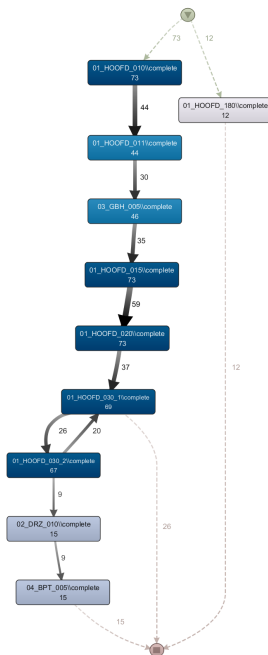 73
12
01_HOOFD_010\\complete
73
01_HOOFD_180\\complete
12
44
01_HOOFD_011\\complete
44
30
03_GBH_005\\complete
46
35
01_HOOFD_015\\complete
73
59
01_HOOFD_020\\complete
73
37
12
01_HOOFD_030_1\\complete
69
26
20
01_HOOFD_030_2\\complete
67
9
02_DRZ_010\\complete
15
26
9
04_BPT_005\\complete
15
15